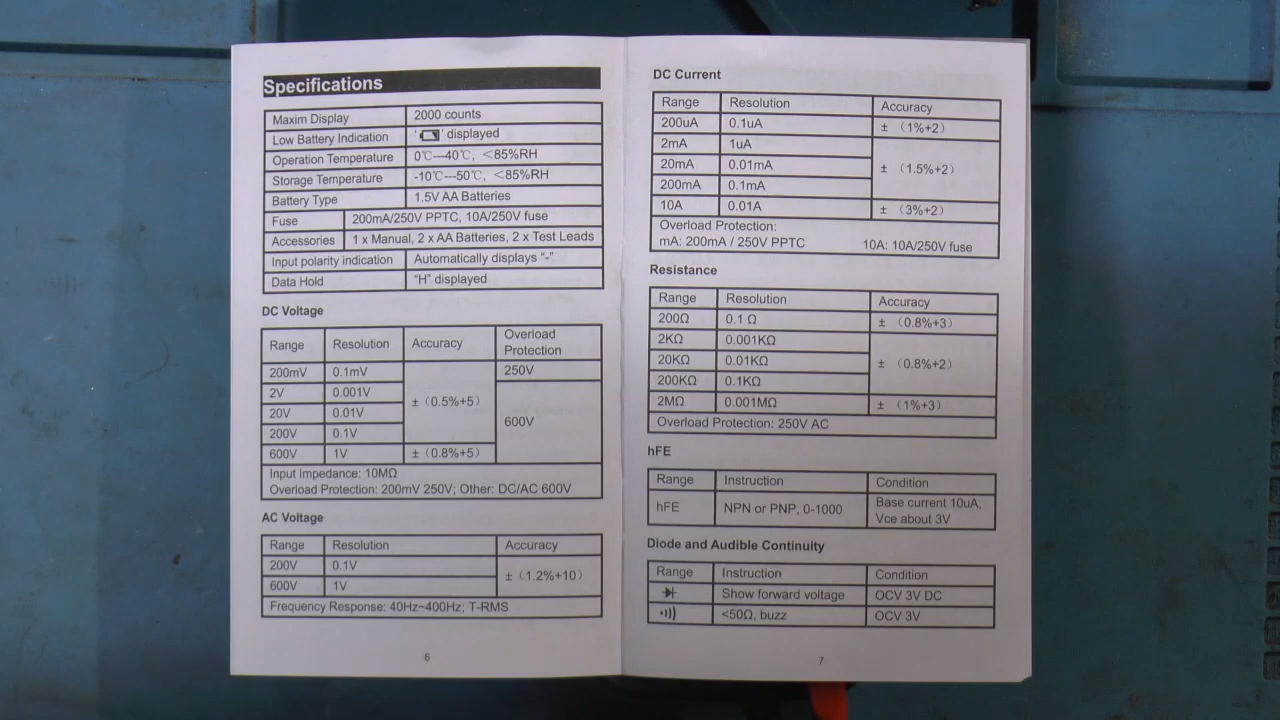 Specifications
Maxim Display 2000 counts
Low Battery Indication ' ' displayed
Operation Temperature 0℃---40℃, <85%RH
Storage Temperature -10℃---50℃, <85%RH
Battery Type 1.5V AA Batteries
Fuse 200mA/250V PPTC, 10A/250V fuse
Accessories 1 x Manual, 2 x AA Batteries, 2 x Test Leads
Input polarity indication Automatically displays "-"
Data Hold "H" displayed
DC Voltage
Range Resolution Accuracy Overload Protection
200mV 0.1mV ±（0.5%+5） 250V
2V 0.001V 600V
20V 0.01V
200V 0.1V
600V 1V ±（0.8%+5）
Input Impedance: 10MΩ
Overload Protection: 200mV 250V; Other: DC/AC 600V
AC Voltage
Range Resolution Accuracy
200V 0.1V ±（1.2%+10）
600V 1V
Frequency Response: 40Hz~400Hz; T-RMS
6
DC Current
Range Resolution Accuracy
200uA 0.1uA ± （1%+2）
2mA 1uA ± （1.5%+2）
20mA 0.01mA
200mA 0.1mA
10A 0.01A ± （3%+2）
Overload Protection:
mA: 200mA / 250V PPTC 10A: 10A/250V fuse
Resistance
Range Resolution Accuracy
200Ω 0.1 Ω ± （0.8%+3）
2KΩ 0.001KΩ ± （0.8%+2）
20KΩ 0.01KΩ
200KΩ 0.1KΩ
2MΩ 0.001MΩ ± （1%+3）
Overload Protection: 250V AC
hFE
Range Instruction Condition
hFE NPN or PNP, 0-1000 Base current 10uA, Vce about 3V
Diode and Audible Continuity
Range Instruction Condition
Show forward voltage OCV 3V DC
<50Ω, buzz OCV 3V
7